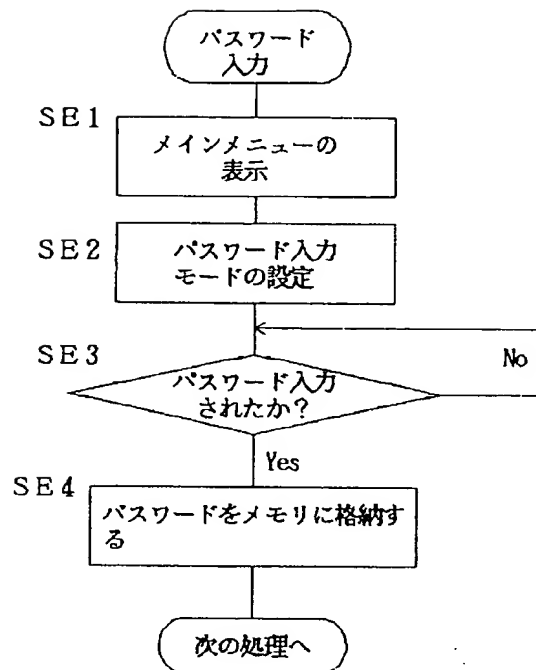 パスワード
入力
SE1
メインメニューの
表示
SE2
パスワード入力
モードの設定
SE3
パスワード入力
されたか?
No
Yes
SE4
パスワードをメモリに格納す
る
次の処理へ